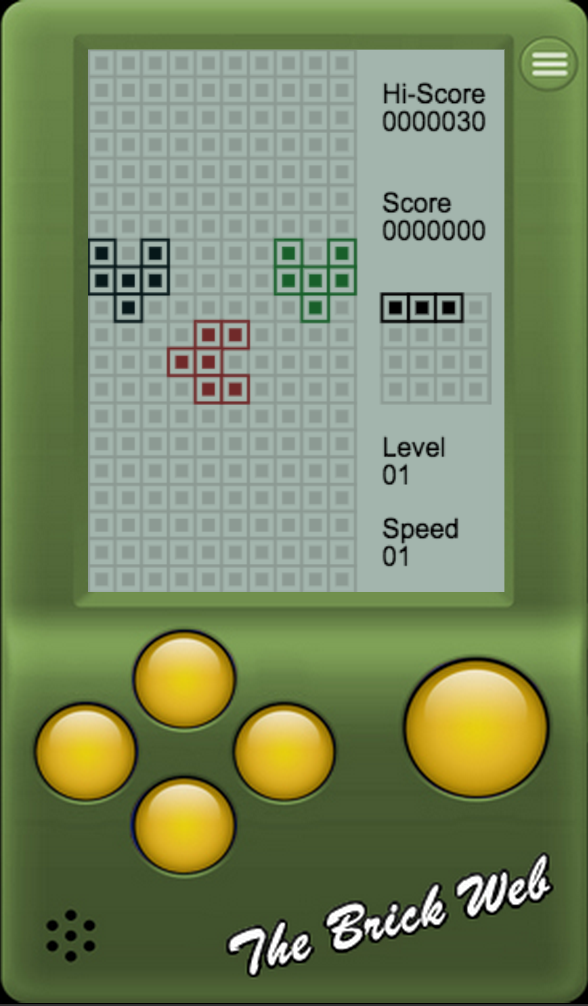 Hi-Score
0000030
Score
0000000
Level
01
Speed
01
The Brick Web